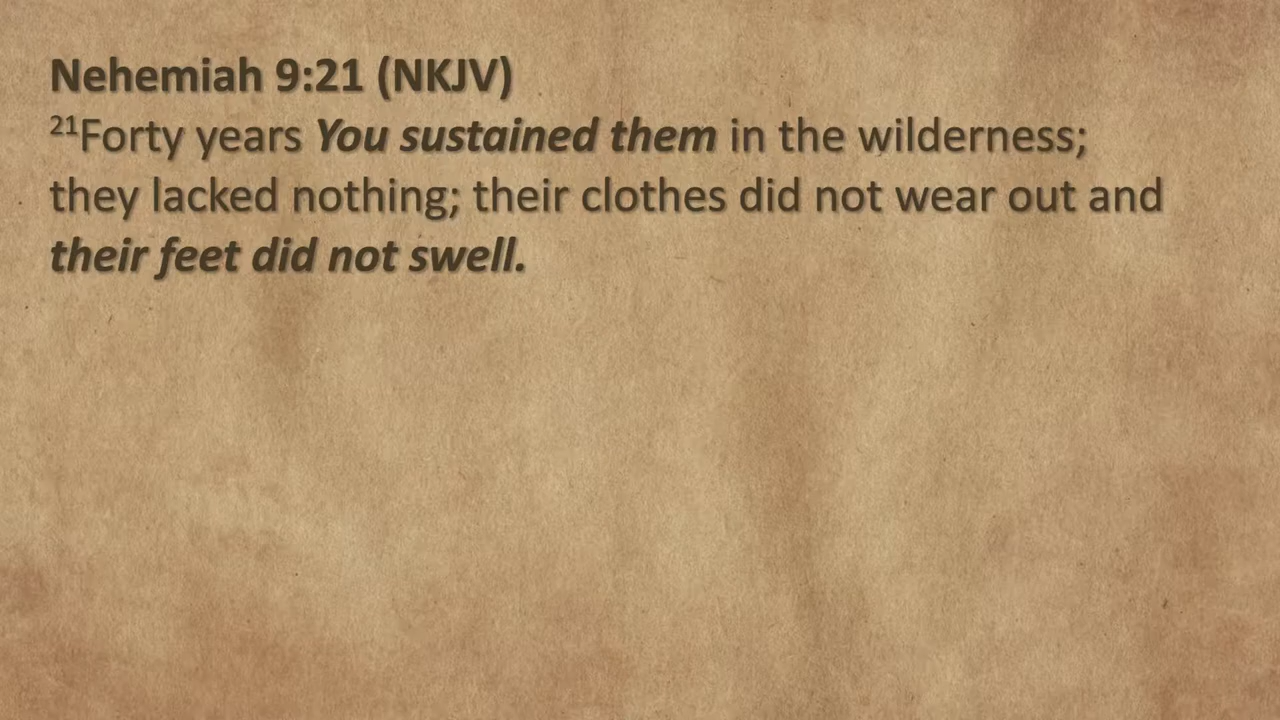 Nehemiah 9:21 (NKJV)
²¹Forty years You sustained them in the wilderness;
they lacked nothing; their clothes did not wear out and
their feet did not swell.